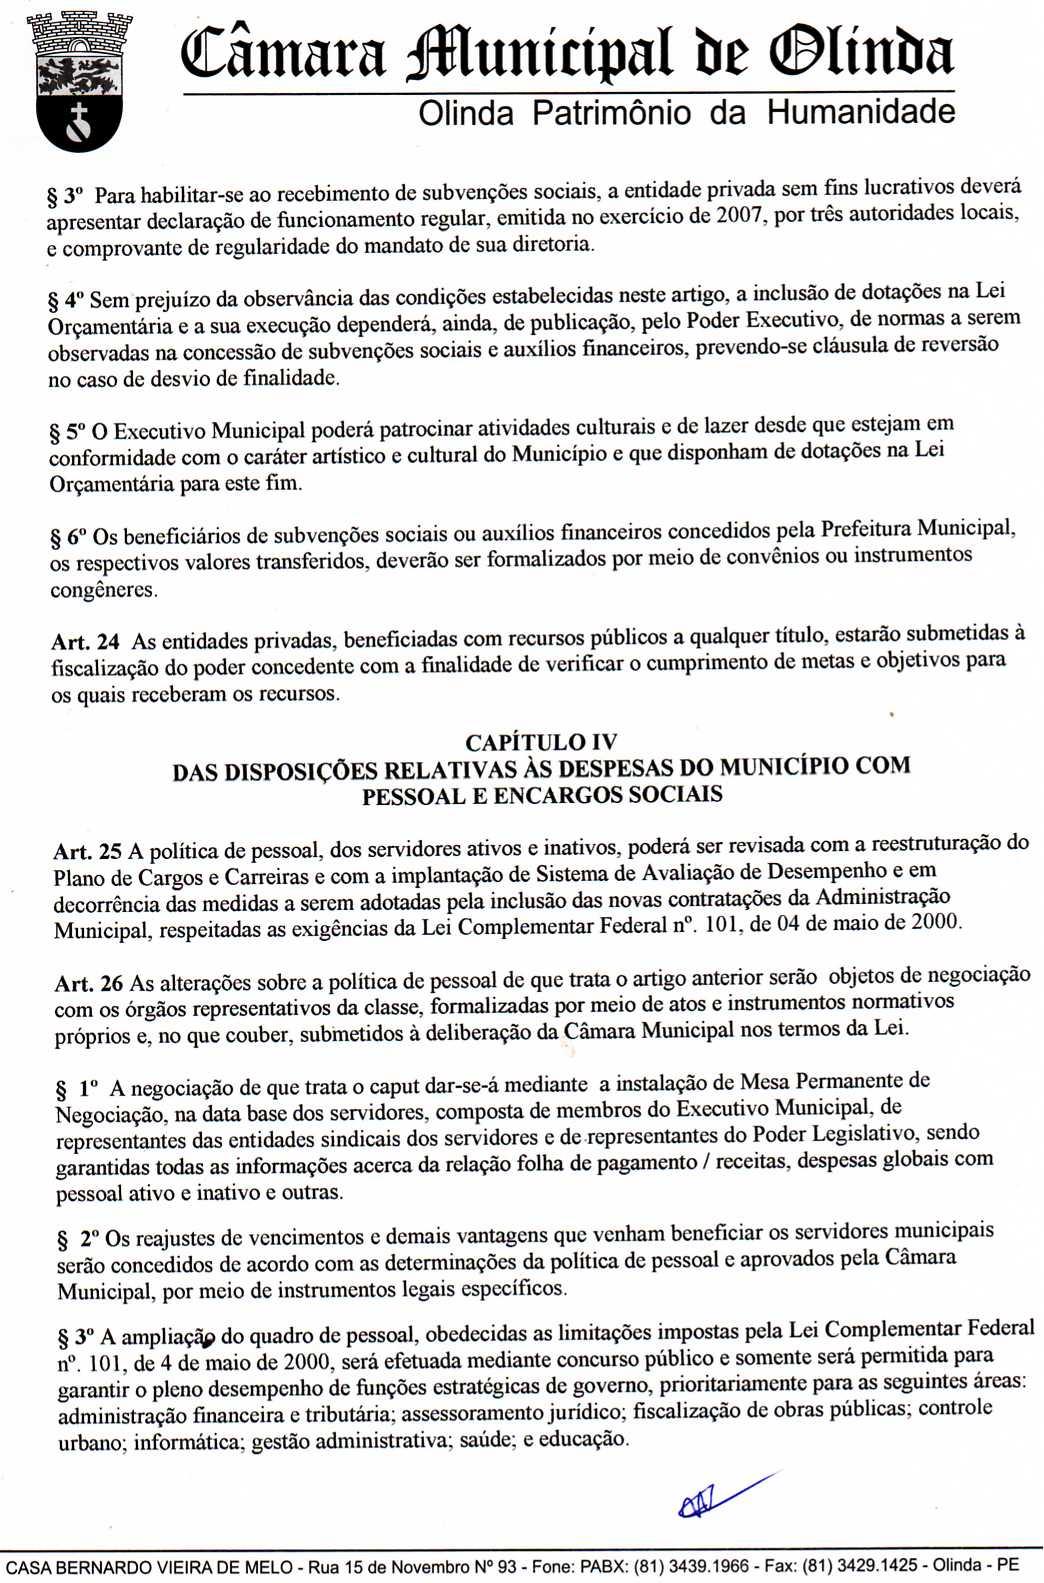 Câmara Municipal de Olinda
Olinda Patrimônio da Humanidade
§ 3º Para habilitar-se ao recebimento de subvenções sociais, a entidade privada sem fins lucrativos deverá
apresentar declaração de funcionamento regular, emitida no exercício de 2007, por três autoridades locais,
e comprovante de regularidade do mandato de sua diretoria.
§ 4º Sem prejuízo da observância das condições estabelecidas neste artigo, a inclusão de dotações na Lei
Orçamentária e a sua execução dependerá, ainda, de publicação, pelo Poder Executivo, de normas a serem
observadas na concessão de subvenções sociais e auxílios financeiros, prevendo-se cláusula de reversão
no caso de desvio de finalidade.
§ 5º O Executivo Municipal poderá patrocinar atividades culturais e de lazer desde que estejam em
conformidade com o caráter artístico e cultural do Município e que disponham de dotações na Lei
Orçamentária para este fim.
§ 6º Os beneficiários de subvenções sociais ou auxílios financeiros concedidos pela Prefeitura Municipal,
os respectivos valores transferidos, deverão ser formalizados por meio de convênios ou instrumentos
congêneres.
Art. 24 As entidades privadas, beneficiadas com recursos públicos a qualquer título, estarão submetidas à
fiscalização do poder concedente com a finalidade de verificar o cumprimento de metas e objetivos para
os quais receberam os recursos.
CAPÍTULO IV
DAS DISPOSIÇÕES RELATIVAS ÀS DESPESAS DO MUNICÍPIO COM
PESSOAL E ENCARGOS SOCIAIS
Art. 25 A política de pessoal, dos servidores ativos e inativos, poderá ser revisada com a reestruturação do
Plano de Cargos e Carreiras e com a implantação de Sistema de Avaliação de Desempenho e em
decorrência das medidas a serem adotadas pela inclusão das novas contratações da Administração
Municipal, respeitadas as exigências da Lei Complementar Federal nº. 101, de 04 de maio de 2000.
Art. 26 As alterações sobre a política de pessoal de que trata o artigo anterior serão objetos de negociação
com os órgãos representativos da classe, formalizadas por meio de atos e instrumentos normativos
próprios e, no que couber, submetidos à deliberação da Câmara Municipal nos termos da Lei.
§ 1º A negociação de que trata o caput dar-se-á mediante a instalação de Mesa Permanente de
Negociação, na data base dos servidores, composta de membros do Executivo Municipal, de
representantes das entidades sindicais dos servidores e de representantes do Poder Legislativo, sendo
garantidas todas as informações acerca da relação folha de pagamento / receitas, despesas globais com
pessoal ativo e inativo e outras.
§ 2º Os reajustes de vencimentos e demais vantagens que venham beneficiar os servidores municipais
serão concedidos de acordo com as determinações da política de pessoal e aprovados pela Câmara
Municipal, por meio de instrumentos legais específicos.
§ 3º A ampliação do quadro de pessoal, obedecidas as limitações impostas pela Lei Complementar Federal
nº. 101, de 4 de maio de 2000, será efetuada mediante concurso público e somente será permitida para
garantir o pleno desempenho de funções estratégicas de governo, prioritariamente para as seguintes áreas:
administração financeira e tributária; assessoramento jurídico; fiscalização de obras públicas; controle
urbano; informática; gestão administrativa; saúde; e educação.
CASA BERNARDO VIEIRA DE MELO - Rua 15 de Novembro Nº 93 - Fone: PABX: (81) 3439.1966 - Fax: (81) 3429.1425 - Olinda - PE